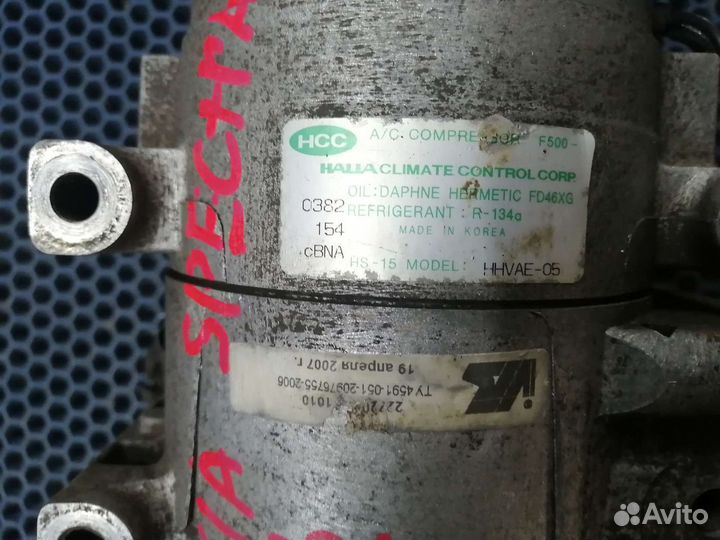 SPECTRA
HCC A/C COMPRESSOR F500-
HALLA CLIMATE CONTROL CORP.
OIL:DAPHNE HERMETIC FD46XG
0382 REFRIGERANT : R-134a
154 MADE IN KOREA
cBNA
HS-15 MODEL: HHVAE-05
1010
ТУ 4591-051-20975755-2006
19 апреля 2007 г.
Avito